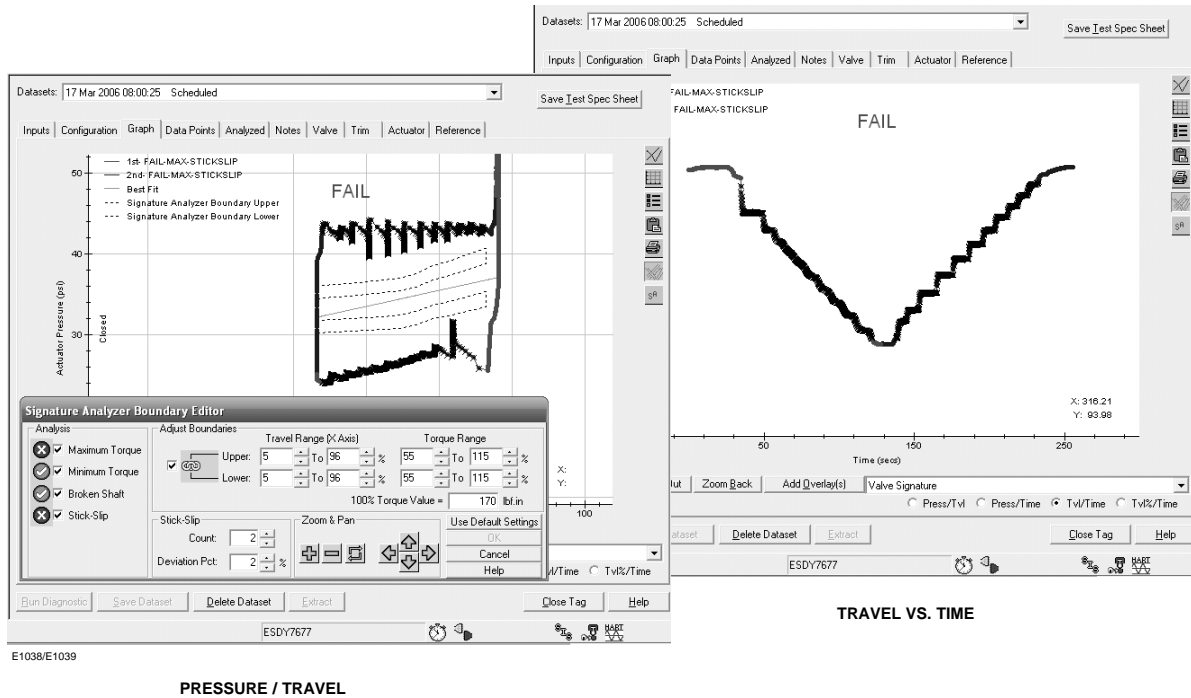 Datasets: 17 Mar 2006 08:00:25 Scheduled
Save Test Spec Sheet
Inputs Configuration Graph Data Points Analyzed Notes Valve Trim Actuator Reference
FAIL-MAX-STICKSLIP
FAIL-MAX-STICKSLIP
FAIL
X: 316.21
Y: 93.98
50 150 250
Time (secs)
Zoom Back Add Overlay(s) Valve Signature
Press/Tvl Press/Time Tvl/Time Tvl%/Time
Delete Dataset Extract Close Tag Help
ESDY7677 HART
TRAVEL VS. TIME
Datasets: 17 Mar 2006 08:00:25 Scheduled
Save Test Spec Sheet
Inputs Configuration Graph Data Points Analyzed Notes Valve Trim Actuator Reference
1st- FAIL-MAX-STICKSLIP
2nd- FAIL-MAX-STICKSLIP
Best Fit
Signature Analyzer Boundary Upper
Signature Analyzer Boundary Lower
FAIL
50
40
30
Actuator Pressure (psi)
Closed
SA
SA
X:
Y:
100
Signature Analyzer Boundary Editor
Analysis
Maximum Torque
Minimum Torque
Broken Shaft
Stick-Slip
Adjust Boundaries
Travel Range (X Axis) Torque Range
Upper: 5 To 96 % 55 To 115 %
Lower: 5 To 96 % 55 To 115 %
100% Torque Value = 170 lbf.in
Stick-Slip
Count: 2
Deviation Pct: 2 %
Zoom & Pan
Use Default Settings
OK
Cancel
Help
Tvl%/Time
Run Diagnostic Save Dataset Delete Dataset Extract Close Tag Help
ESDY7677 HART
E1038/E1039
PRESSURE / TRAVEL